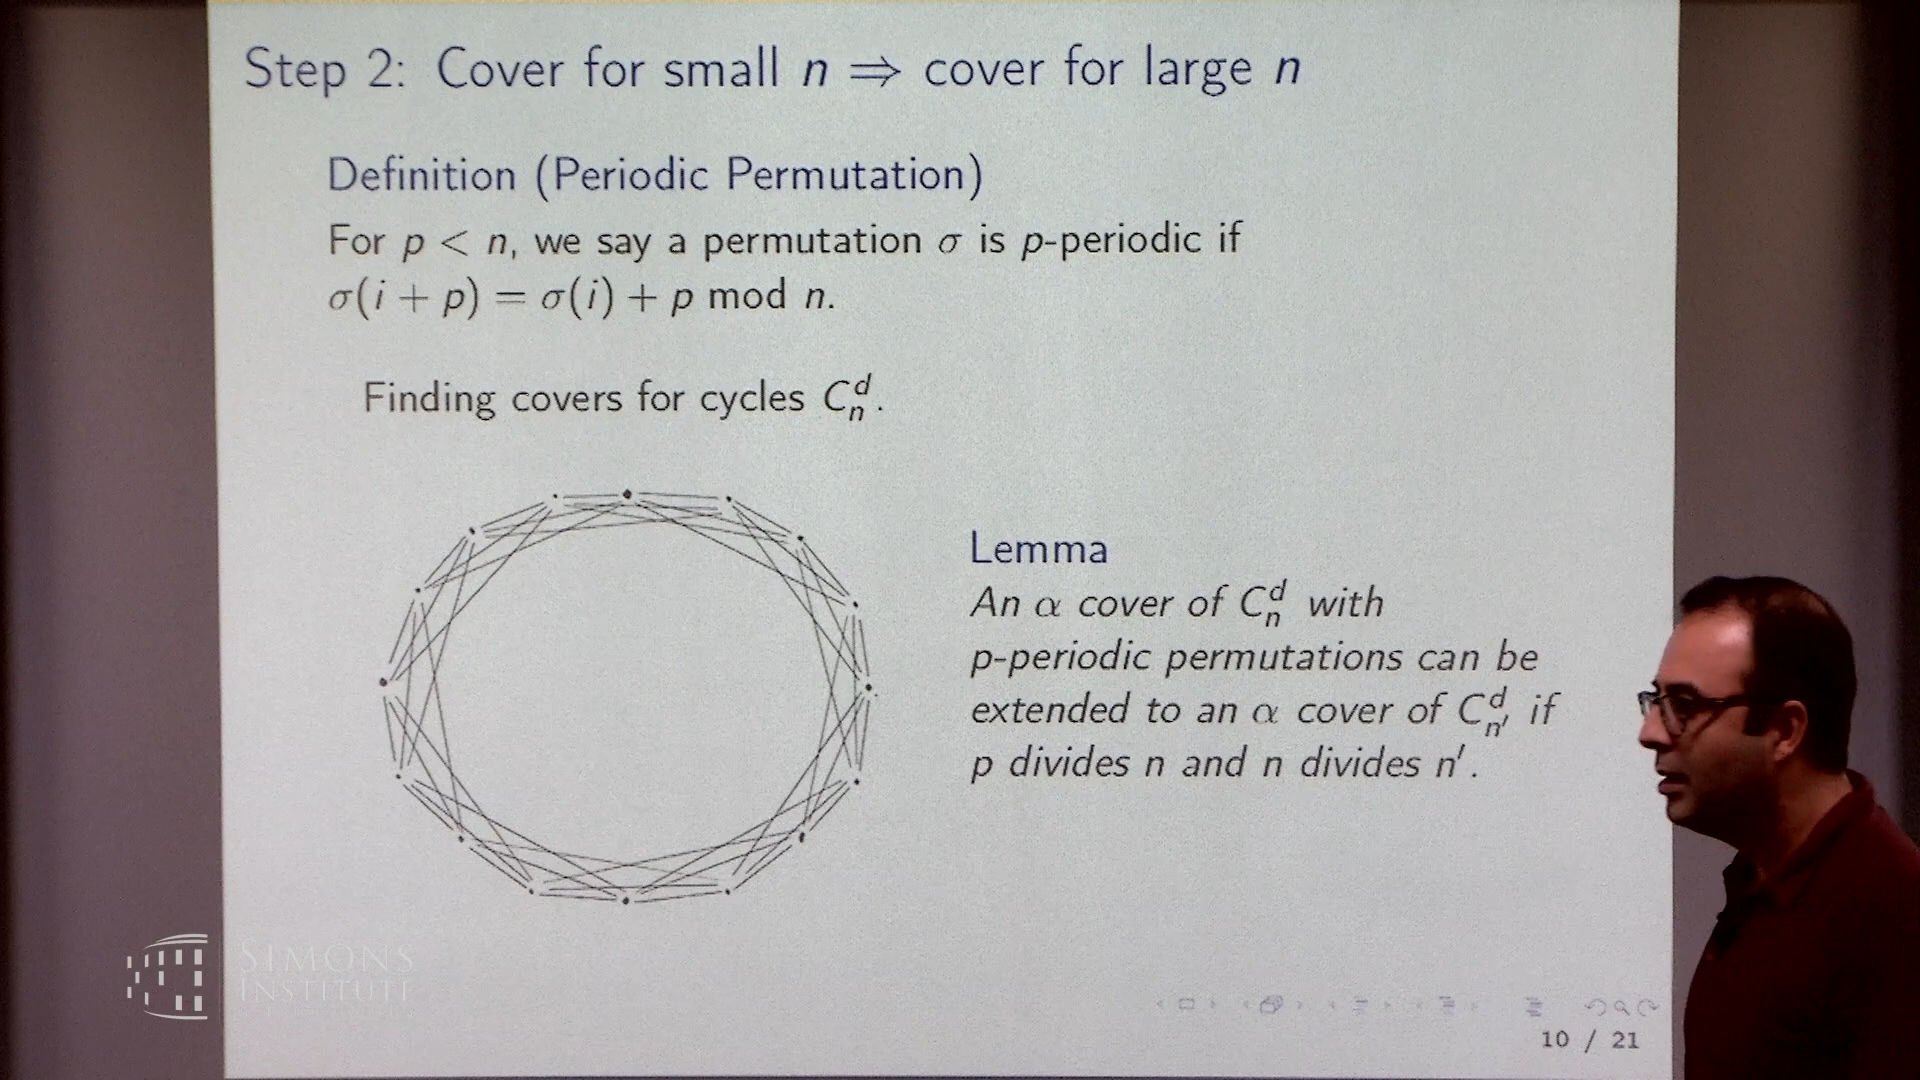 Step 2: Cover for small n ⇒ cover for large n
Definition (Periodic Permutation)
For p < n, we say a permutation σ is p-periodic if
σ(i + p) = σ(i) + p mod n.
Finding covers for cycles C_n^d.
Lemma
An α cover of C_n^d with
p-periodic permutations can be
extended to an α cover of C_{n'}^d if
p divides n and n divides n'.
SIMONS
INSTITUTE
10 / 21